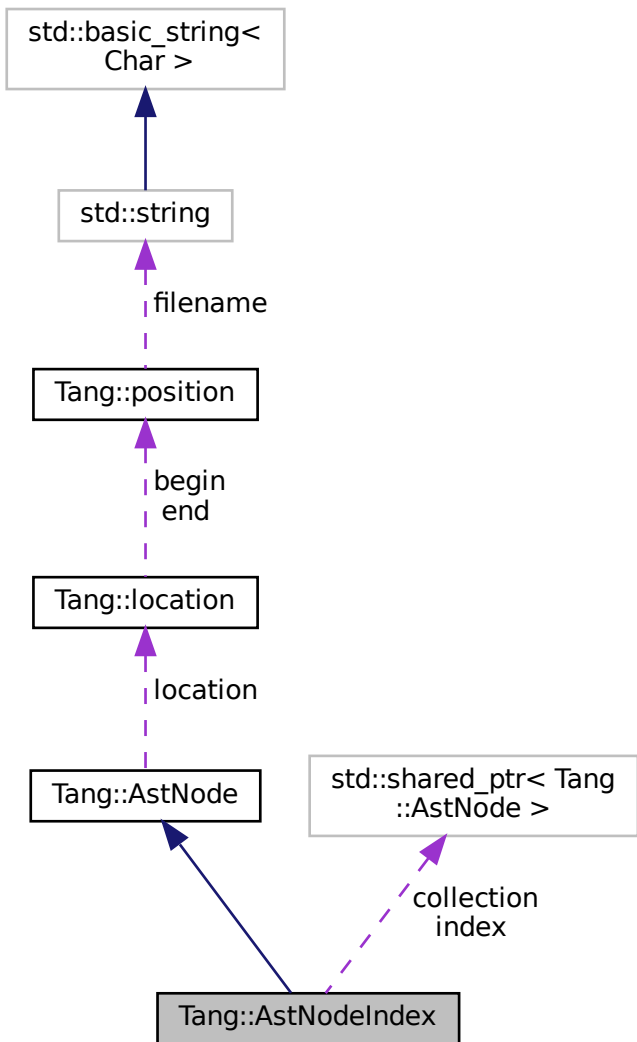 std::basic_string<
Char >
std::string
filename
Tang::position
begin
end
Tang::location
location
Tang::AstNode
std::shared_ptr< Tang
::AstNode >
collection
index
Tang::AstNodeIndex